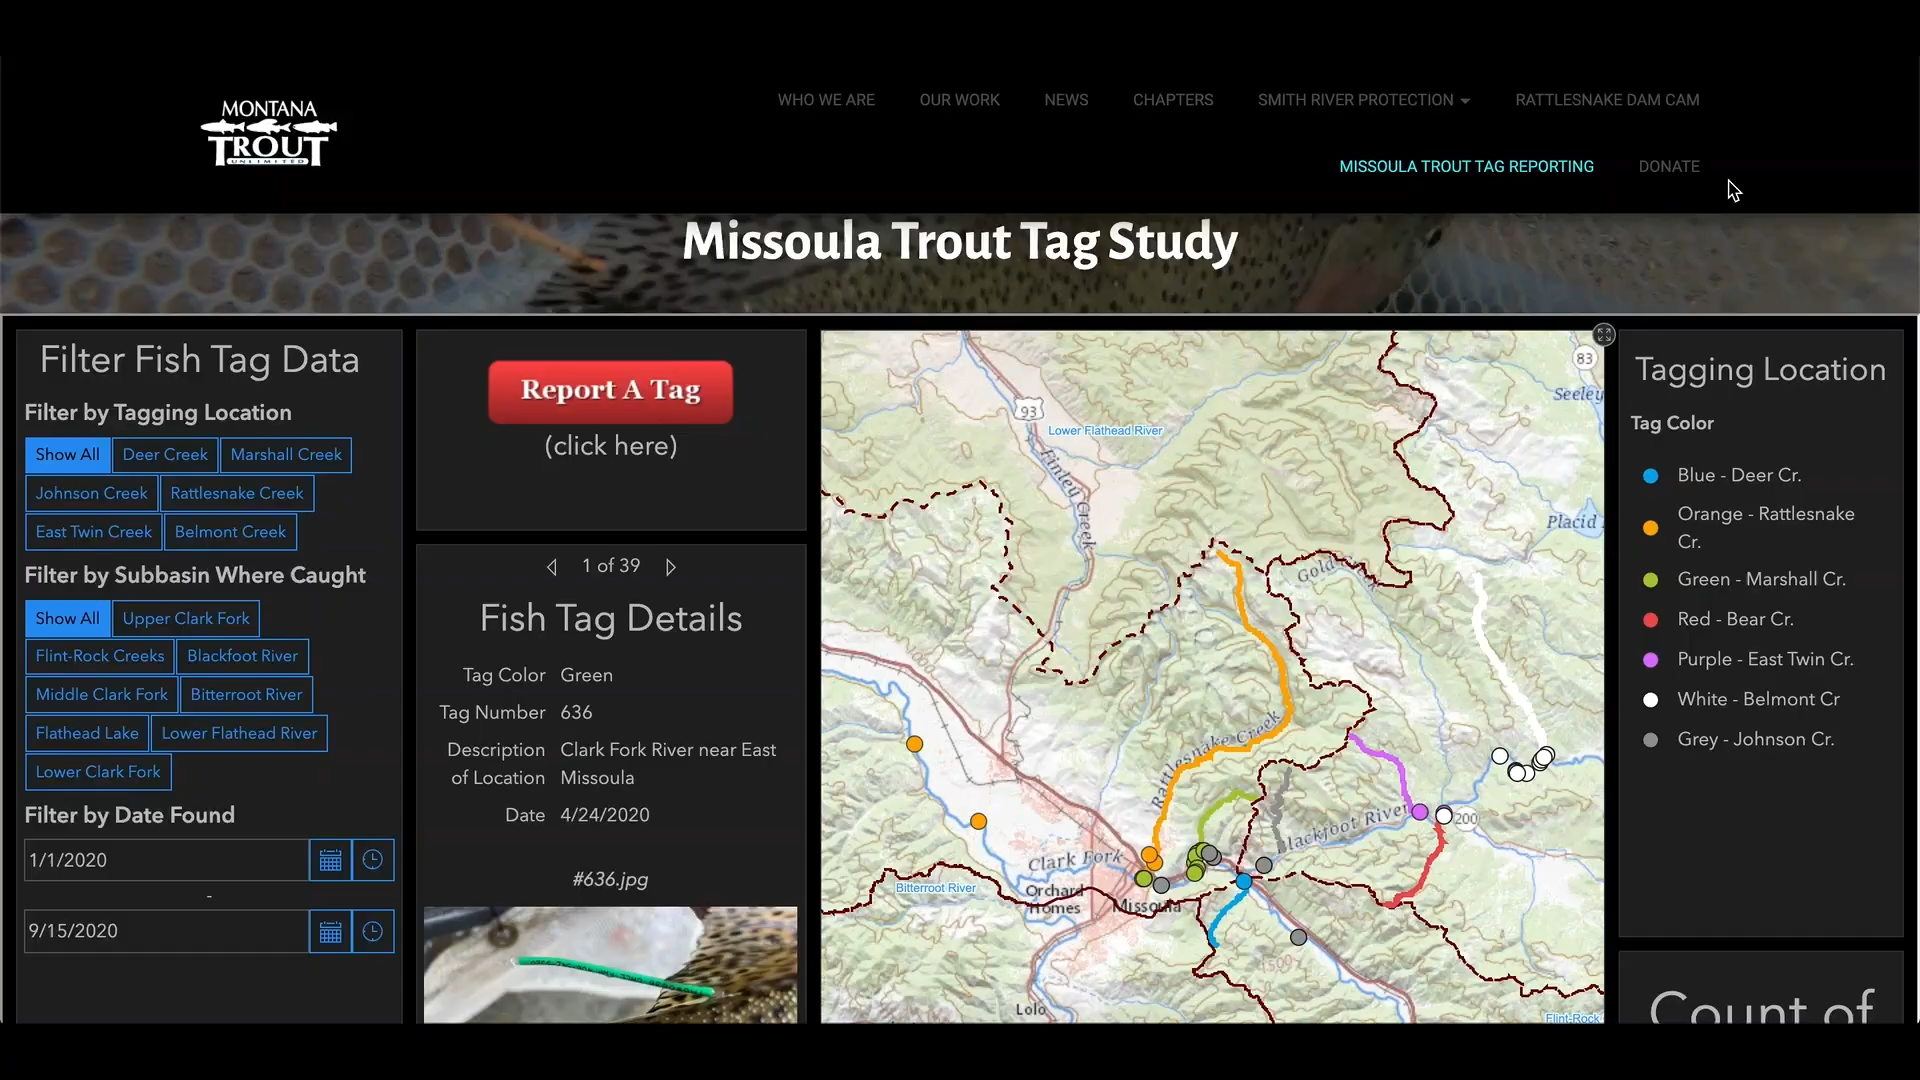 MONTANA
TROUT
UNLIMITED
WHO WE ARE
OUR WORK
NEWS
CHAPTERS
SMITH RIVER PROTECTION
RATTLESNAKE DAM CAM
MISSOULA TROUT TAG REPORTING
DONATE
Missoula Trout Tag Study
Filter Fish Tag Data
Filter by Tagging Location
Show All
Deer Creek
Marshall Creek
Johnson Creek
Rattlesnake Creek
East Twin Creek
Belmont Creek
Filter by Subbasin Where Caught
Show All
Upper Clark Fork
Flint-Rock Creeks
Blackfoot River
Middle Clark Fork
Bitterroot River
Flathead Lake
Lower Flathead River
Lower Clark Fork
Filter by Date Found
1/1/2020
-
9/15/2020
Report A Tag
(click here)
1 of 39
Fish Tag Details
Tag Color Green
Tag Number 636
Description Clark Fork River near East
of Location Missoula
Date 4/24/2020
#636.jpg
83
Seeley
93
Lower Flathead River
Finley Creek
Placid
Gold Creek
Rattlesnake Creek
Blackfoot River
200
Clark Fork
Bitterroot River
Orchard
Homes
Missoula
1509
Lolo
Flint-Rock
Tagging Location
Tag Color
Blue - Deer Cr.
Orange - Rattlesnake
Cr.
Green - Marshall Cr.
Red - Bear Cr.
Purple - East Twin Cr.
White - Belmont Cr
Grey - Johnson Cr.
Count of